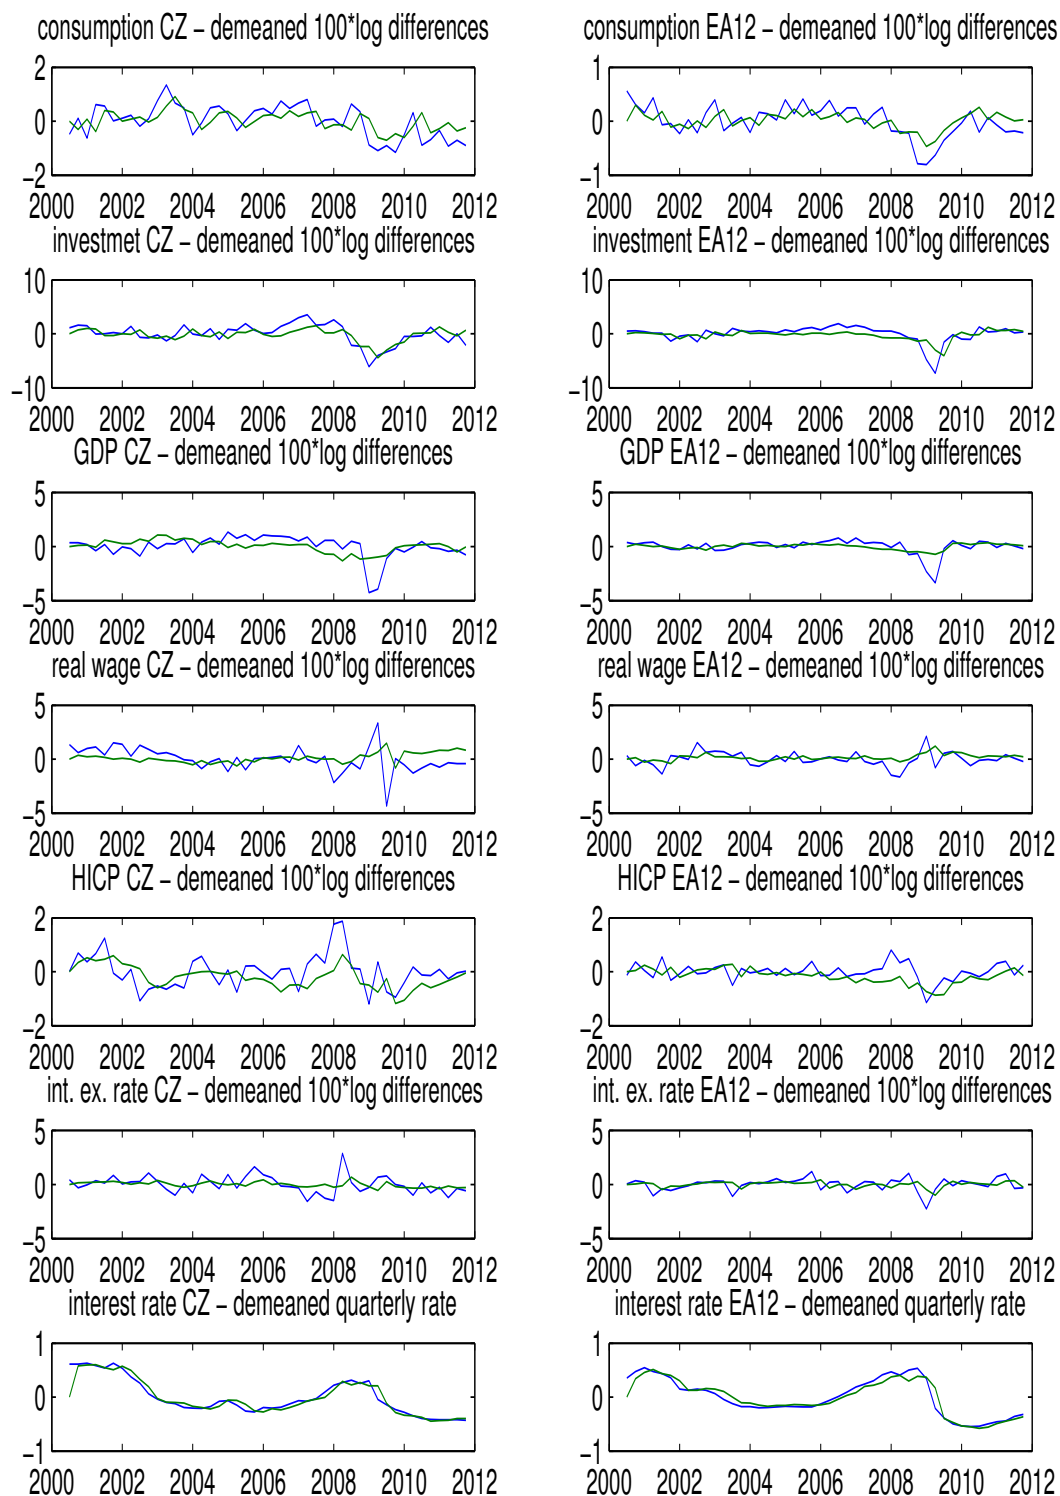 consumption CZ – demeaned 100*log differences
2
0
−2
2000 2002 2004 2006 2008 2010 2012
consumption EA12 – demeaned 100*log differences
1
0
−1
2000 2002 2004 2006 2008 2010 2012
investmet CZ – demeaned 100*log differences
10
0
−10
2000 2002 2004 2006 2008 2010 2012
investment EA12 – demeaned 100*log differences
10
0
−10
2000 2002 2004 2006 2008 2010 2012
GDP CZ – demeaned 100*log differences
5
0
−5
2000 2002 2004 2006 2008 2010 2012
GDP EA12 – demeaned 100*log differences
5
0
−5
2000 2002 2004 2006 2008 2010 2012
real wage CZ – demeaned 100*log differences
5
0
−5
2000 2002 2004 2006 2008 2010 2012
real wage EA12 – demeaned 100*log differences
5
0
−5
2000 2002 2004 2006 2008 2010 2012
HICP CZ – demeaned 100*log differences
2
0
−2
2000 2002 2004 2006 2008 2010 2012
HICP EA12 – demeaned 100*log differences
2
0
−2
2000 2002 2004 2006 2008 2010 2012
int. ex. rate CZ – demeaned 100*log differences
5
0
−5
2000 2002 2004 2006 2008 2010 2012
int. ex. rate EA12 – demeaned 100*log differences
5
0
−5
2000 2002 2004 2006 2008 2010 2012
interest rate CZ – demeaned quarterly rate
1
0
−1
2000 2002 2004 2006 2008 2010 2012
interest rate EA12 – demeaned quarterly rate
1
0
−1
2000 2002 2004 2006 2008 2010 2012